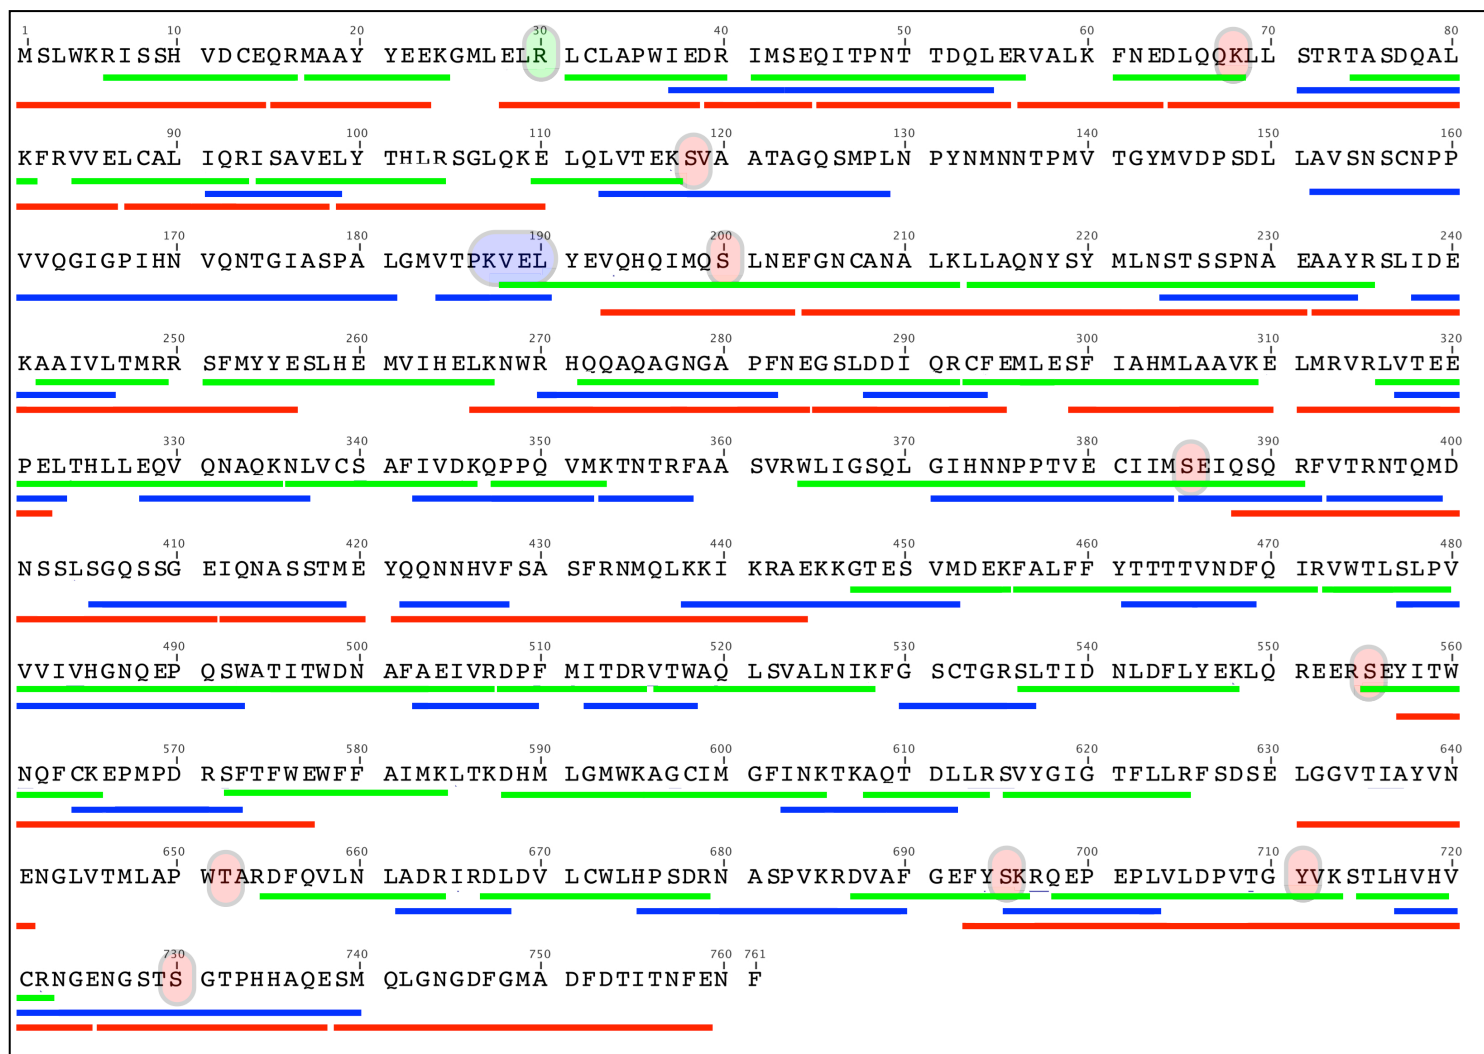 1 10 20 30 40 50 60 70 80
MSLWKRISSH VDCEQRMAAY YEEKGMLELR LCLAPWIEDR IMSEQITPNT TDQLERVALK FNEDLQQKLL STRTASDQAL
90 100 110 120 130 140 150 160
KFRVVELCAL IQRISAVELY THLRSGLQKE LQLVTEKSVA ATAGQSMPLN PYNMNNTPMV TGYMVDPSDL LAVSNSCNPP
170 180 190 200 210 220 230 240
VVQGIGPIHN VQNTGIASPA LGMVTPKVEL YEVQHQIMQS LNEFGNCANA LKLLAQNYSY MLNSTSSPNA EAAYRSLIDE
250 260 270 280 290 300 310 320
KAAIVLTMRR SFMYYESLHE MVIHELKNWR HQQAQAGNGA PFNEGSLDDI QRCFEMLESF IAHMLAAVKE LMRVRLVTEE
330 340 350 360 370 380 390 400
PELTHLLEQV QNAQKNLVCS AFIVDKQPPQ VMKTNTRFAA SVRWLIGSQL GIHNNPPTVE CIIMSEIQSQ RFVTRNTQMD
410 420 430 440 450 460 470 480
NSSLSGQSSG EIQNASSTME YQQNNHVFSA SFRNMQLKKI KRAEKKGTES VMDEKFALFF YTTTTVNDFQ IRVWTLSLPV
490 500 510 520 530 540 550 560
VVIVHGNQEP QSWATITWDN AFAEIVRDPF MITDRVTWAQ LSVALNIKFG SCTGRSLTID NLDFLYEKLQ REERSEYITW
570 580 590 600 610 620 630 640
NQFCKEPMPD RSFTFWEWFF AIMKLTKDHM LGMWKAGCIM GFINKTKAQT DLLRSVYGIG TFLLRFSDSE LGGVTIAYVN
650 660 670 680 690 700 710 720
ENGLVTMLAP WTARDFQVLN LADRIRDLDV LCWLHPSDRN ASPVKRDVAF GEFYSKRQEP EPLVLDPVTG YVKSTLHVHV
730 740 750 760 761
CRNGENGSTS GTPHHAQESM QLGNGDFGMA DFDTITNFEN F